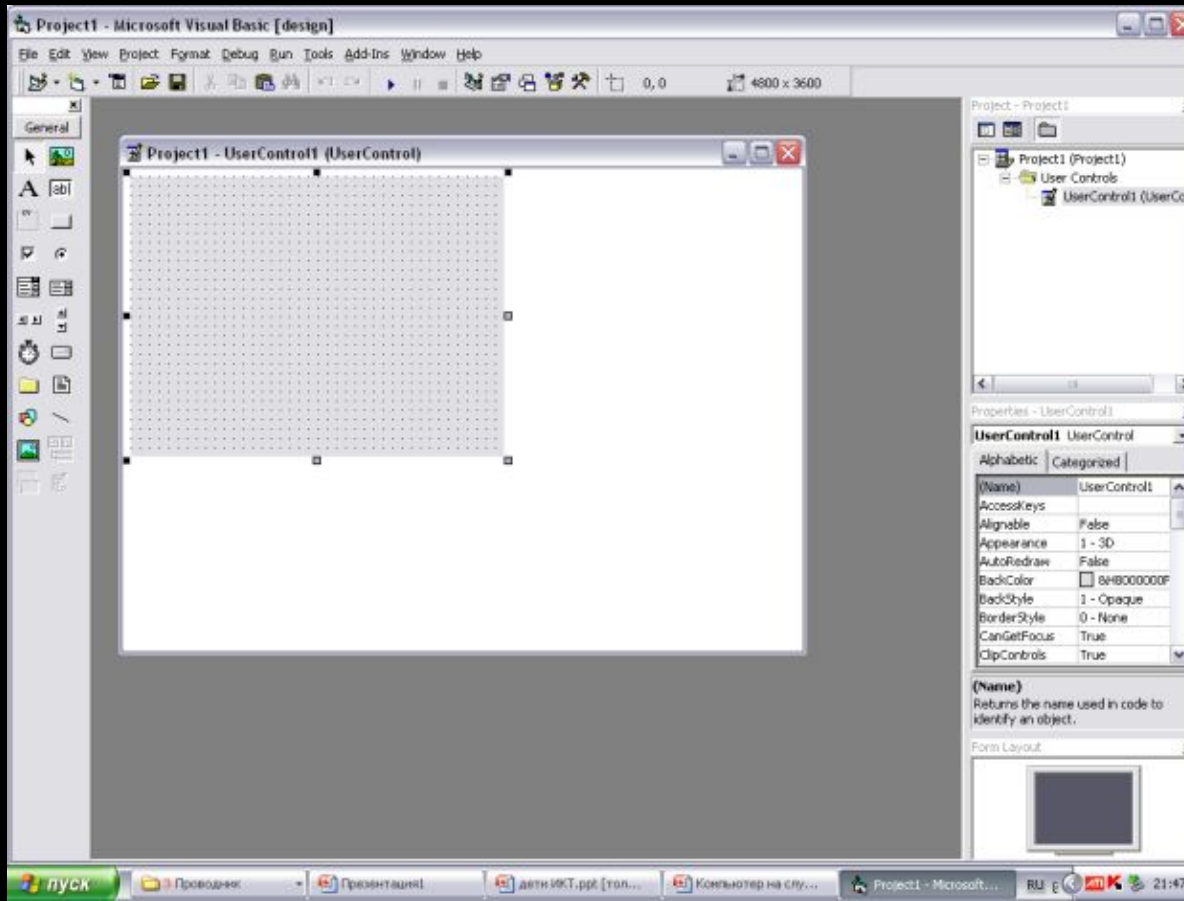 Project1 - Microsoft Visual Basic [design]
File Edit View Project Format Debug Run Tools Add-Ins Window Help
0,0 4800 x 3600
General
Project1 - UserControl1 (UserControl)
Project - Project1
Project1 (Project1)
User Controls
UserControl1 (UserCo
Properties - UserControl1
UserControl1 UserControl
Alphabetic Categorized
(Name) UserControl1
AccessKeys
Alignable False
Appearance 1 - 3D
AutoRedraw False
BackColor &H8000000F
BackStyle 1 - Opaque
BorderStyle 0 - None
CanGetFocus True
ClipControls True
(Name)
Returns the name used in code to
identify an object.
Form Layout
пуск 3 Проводник Презентация1 дети ИКТ.ppt [тол... Компьютер на слу... Project1 - Microsoft... RU 21:47